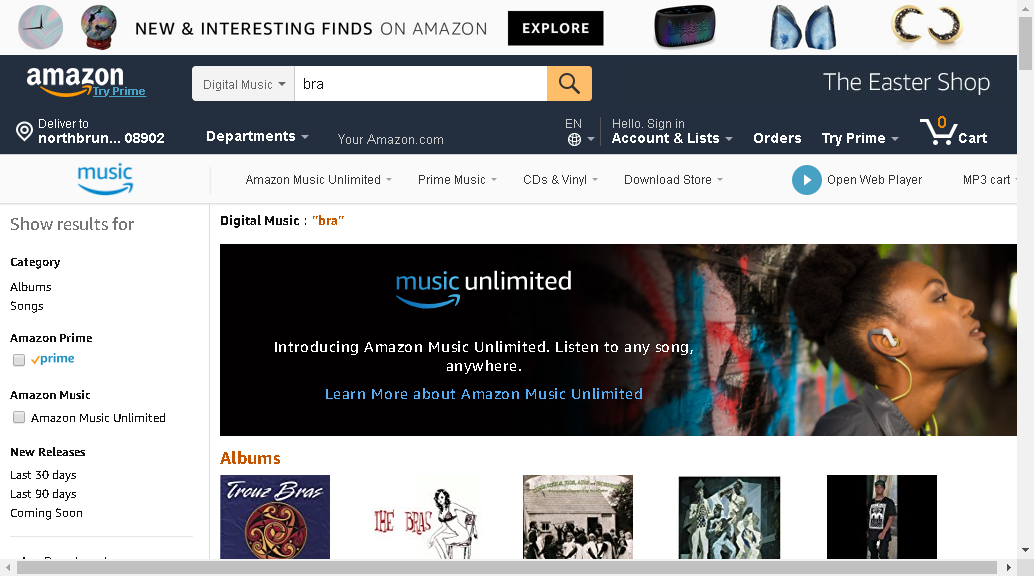 NEW & INTERESTING FINDS ON AMAZON
EXPLORE
amazon
Try Prime
Digital Music
bra
The Easter Shop
Deliver to
northbrun... 08902
Departments
Your Amazon.com
EN
Hello. Sign in
Account & Lists
Orders
Try Prime
0
Cart
music
Amazon Music Unlimited
Prime Music
CDs & Vinyl
Download Store
Open Web Player
MP3 cart
Show results for
Category
Albums
Songs
Amazon Prime
prime
Amazon Music
Amazon Music Unlimited
New Releases
Last 30 days
Last 90 days
Coming Soon
Digital Music : "bra"
music unlimited
Introducing Amazon Music Unlimited. Listen to any song,
anywhere.
Learn More about Amazon Music Unlimited
Albums
Trouz Bras
THE BRAS